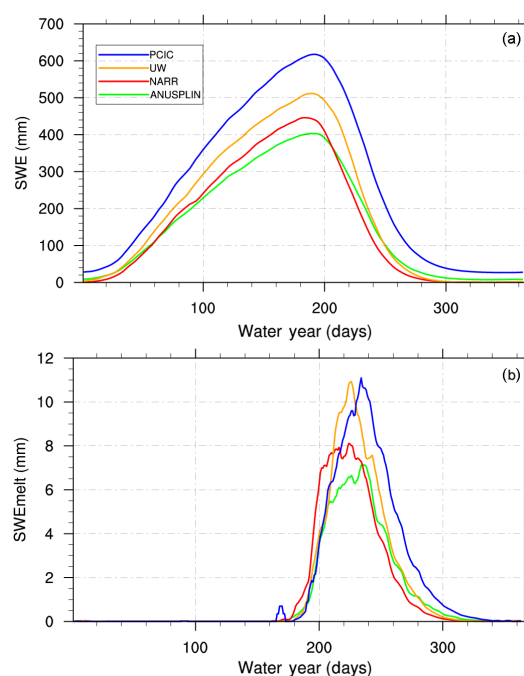 700
(a)
PCIC
UW
NARR
ANUSPLIN
600
500
400
300
200
100
0
SWE (mm)
100 200 300
Water year (days)
12
(b)
10
8
6
4
2
0
SWEmelt (mm)
100 200 300
Water year (days)